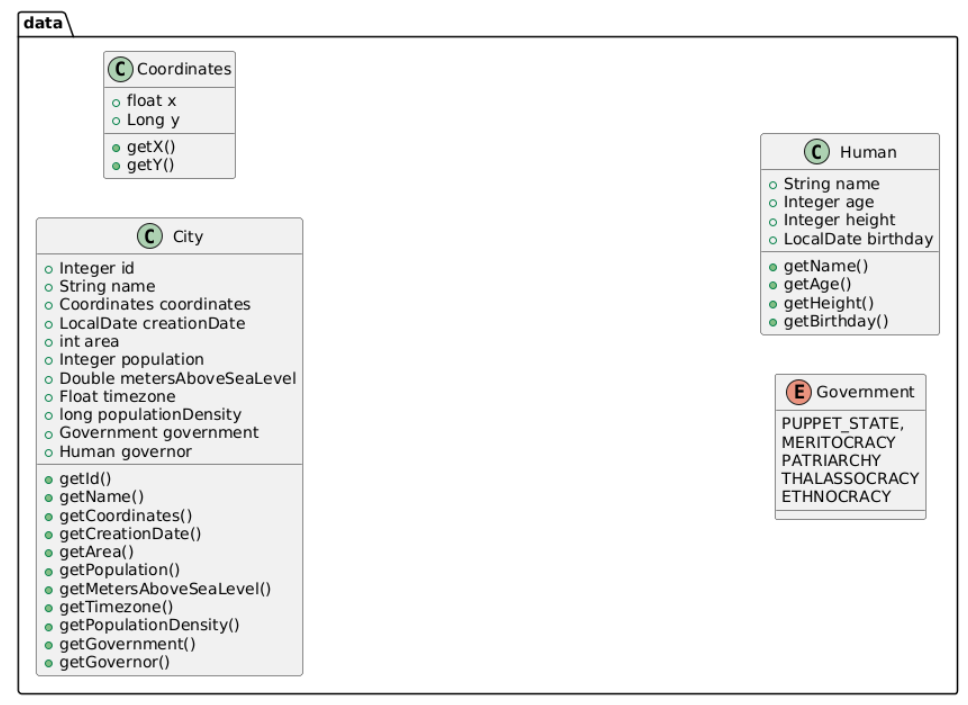 data
C Coordinates
float x
Long y
getX()
getY()
C City
Integer id
String name
Coordinates coordinates
LocalDate creationDate
int area
Integer population
Double metersAboveSeaLevel
Float timezone
long populationDensity
Government government
Human governor
getId()
getName()
getCoordinates()
getCreationDate()
getArea()
getPopulation()
getMetersAboveSeaLevel()
getTimezone()
getPopulationDensity()
getGovernment()
getGovernor()
C Human
String name
Integer age
Integer height
LocalDate birthday
getName()
getAge()
getHeight()
getBirthday()
E Government
PUPPET_STATE,
MERITOCRACY
PATRIARCHY
THALASSOCRACY
ETHNOCRACY